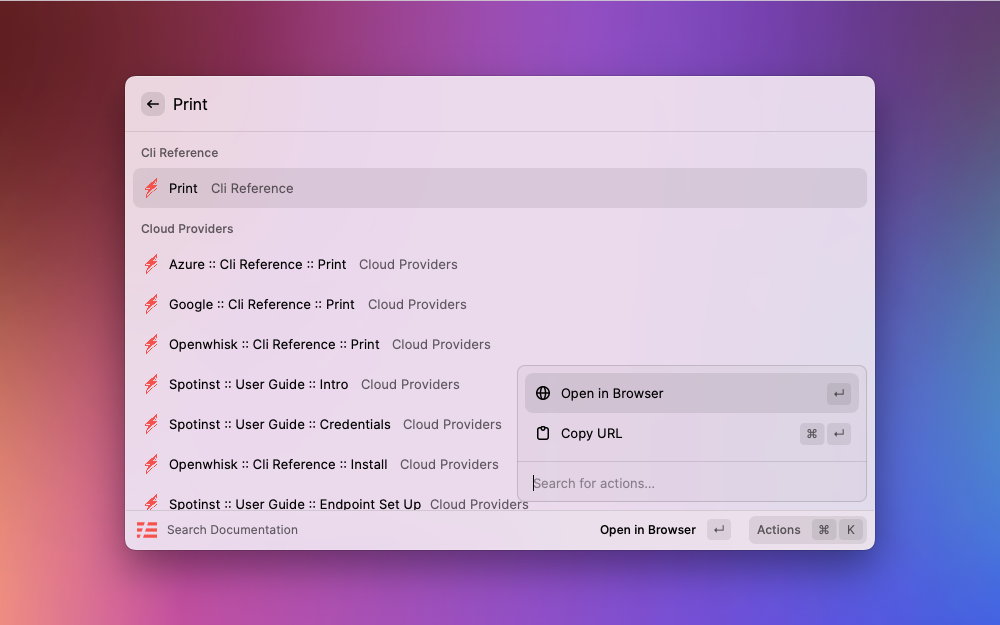 Print
Cli Reference
Print Cli Reference
Cloud Providers
Azure :: Cli Reference :: Print Cloud Providers
Google :: Cli Reference :: Print Cloud Providers
Openwhisk :: Cli Reference :: Print Cloud Providers
Spotinst :: User Guide :: Intro Cloud Providers
Spotinst :: User Guide :: Credentials Cloud Providers
Openwhisk :: Cli Reference :: Install Cloud Providers
Spotinst :: User Guide :: Endpoint Set Up Cloud Providers
Open in Browser ↵
Copy URL ⌘ ↵
Search for actions...
Search Documentation
Open in Browser ↵ Actions ⌘ K